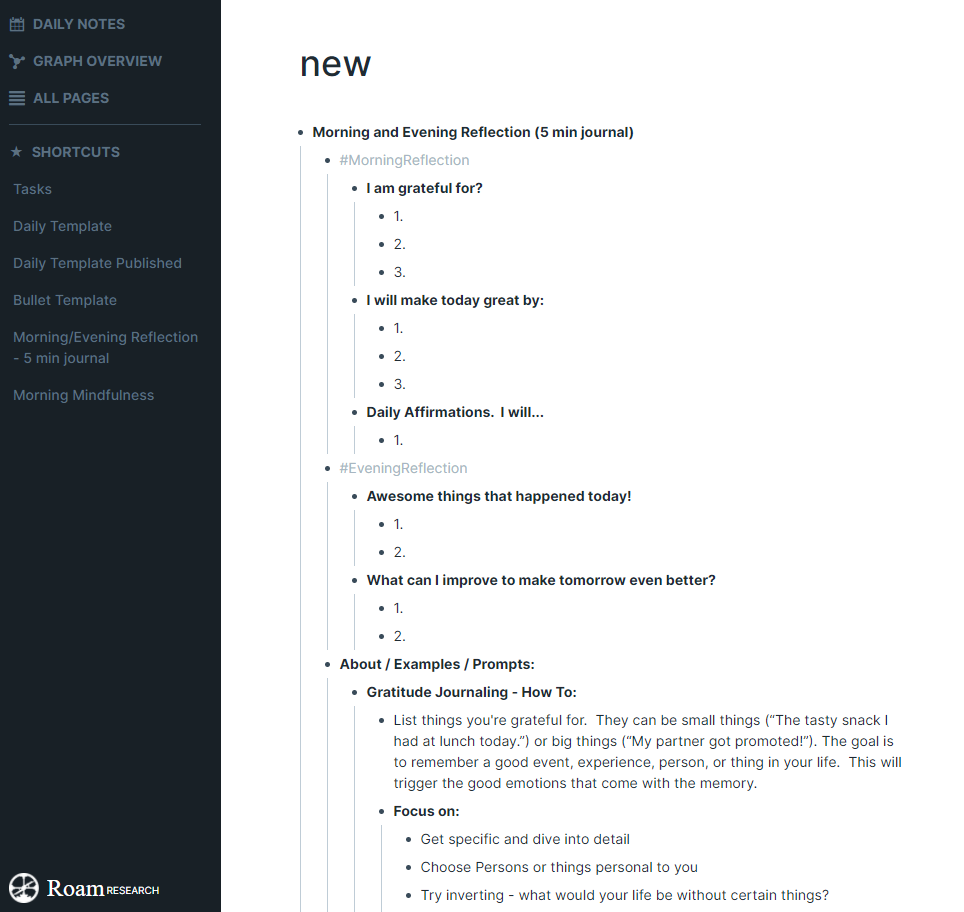 DAILY NOTES
GRAPH OVERVIEW
ALL PAGES
SHORTCUTS
Tasks
Daily Template
Daily Template Published
Bullet Template
Morning/Evening Reflection
- 5 min journal
Morning Mindfulness
Roam RESEARCH
new
Morning and Evening Reflection (5 min journal)
#MorningReflection
I am grateful for?
1.
2.
3.
I will make today great by:
1.
2.
3.
Daily Affirmations.  I will...
1.
#EveningReflection
Awesome things that happened today!
1.
2.
What can I improve to make tomorrow even better?
1.
2.
About / Examples / Prompts:
Gratitude Journaling - How To:
List things you're grateful for.  They can be small things (“The tasty snack I
had at lunch today.”) or big things (“My partner got promoted!”). The goal is
to remember a good event, experience, person, or thing in your life.  This will
trigger the good emotions that come with the memory.
Focus on:
Get specific and dive into detail
Choose Persons or things personal to you
Try inverting - what would your life be without certain things?